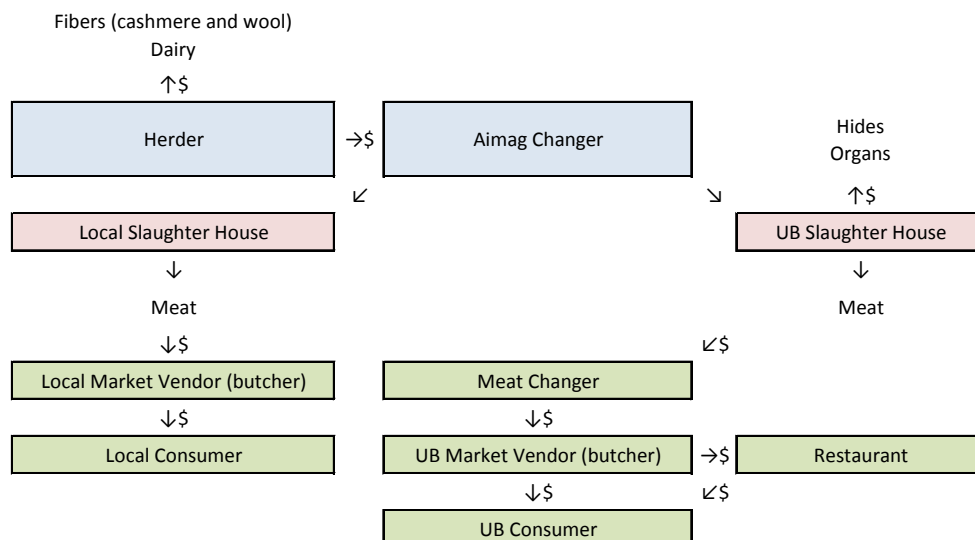 Fibers (cashmere and wool)
Dairy
↑$
Herder →$ Aimag Changer
Hides
Organs
↙ ↘ ↑$
Local Slaughter House UB Slaughter House
↓ ↓
Meat Meat
↓$ ↙$
Local Market Vendor (butcher) Meat Changer
↓$ ↓$
Local Consumer UB Market Vendor (butcher) →$ Restaurant
↓$ ↙$
UB Consumer